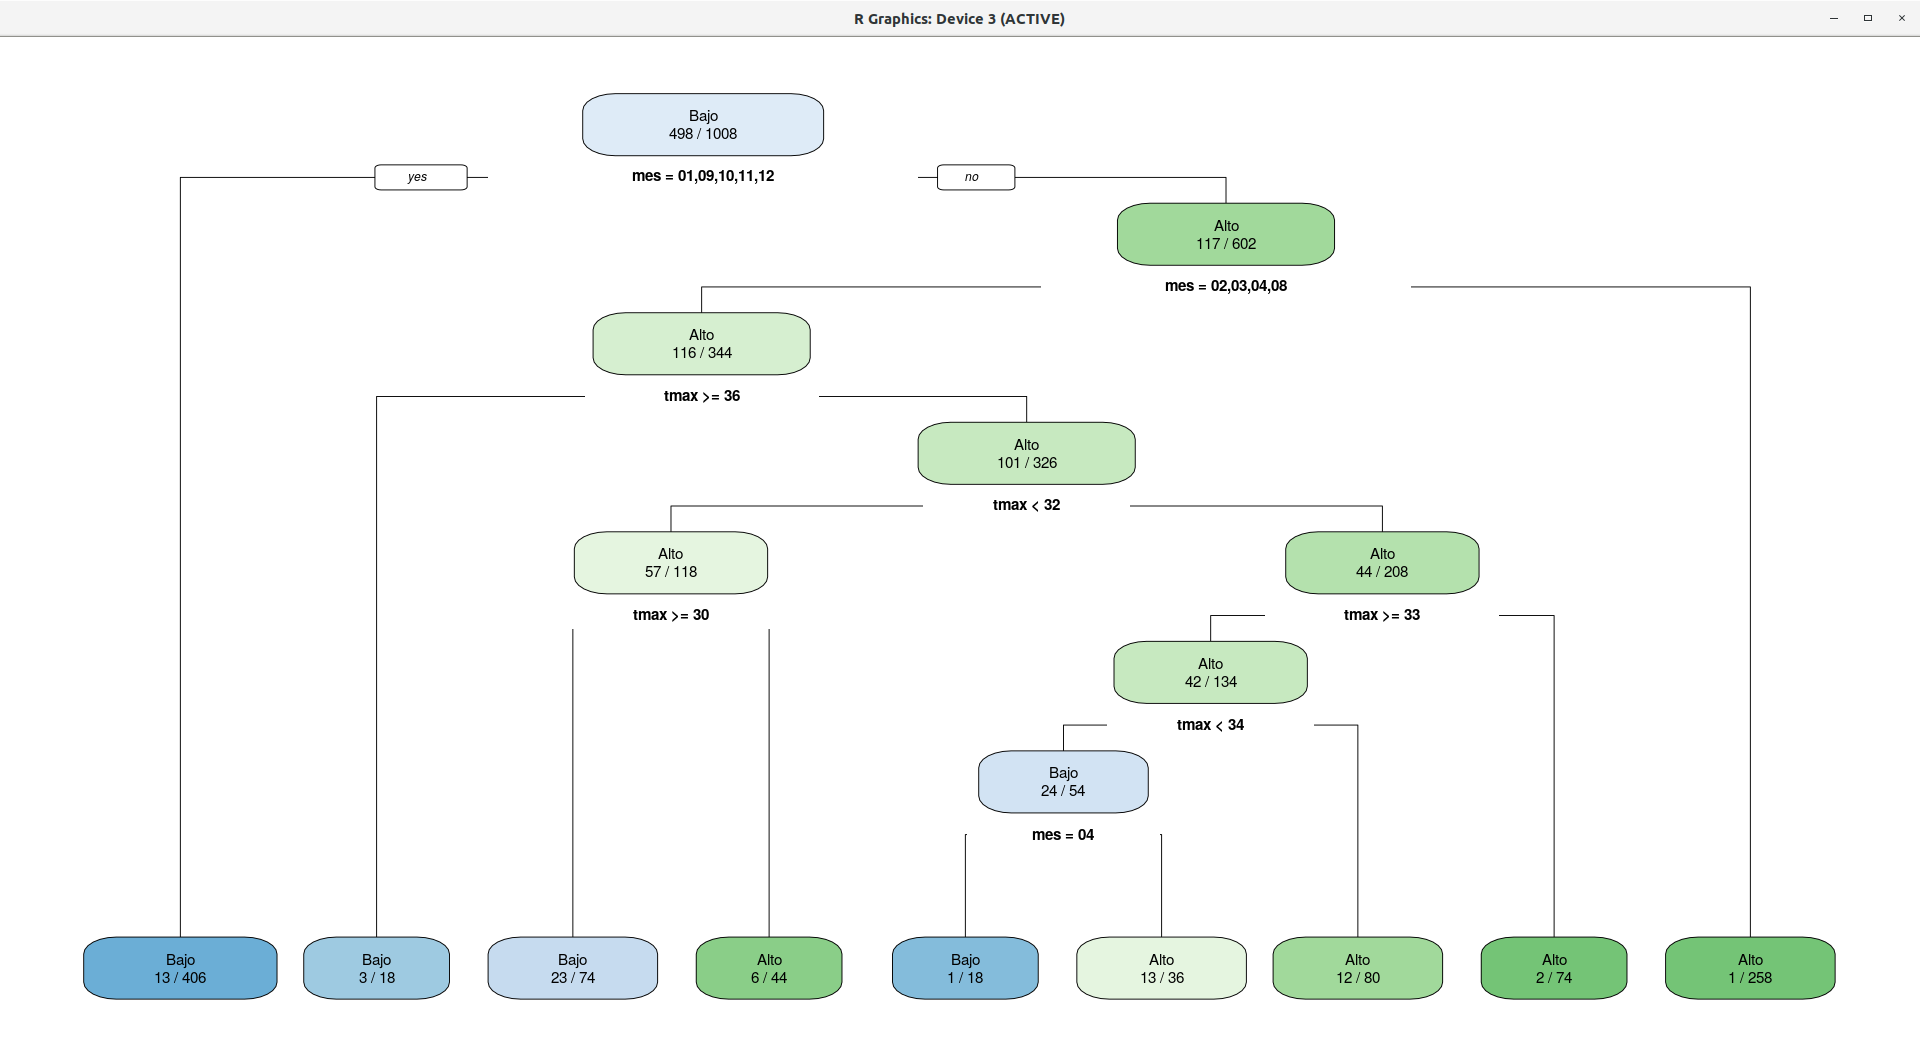 R Graphics: Device 3 (ACTIVE)
Bajo
498 / 1008
yes
mes = 01,09,10,11,12
no
Alto
117 / 602
mes = 02,03,04,08
Alto
116 / 344
tmax >= 36
Alto
101 / 326
tmax < 32
Alto
57 / 118
tmax >= 30
Alto
44 / 208
tmax >= 33
Alto
42 / 134
tmax < 34
Bajo
24 / 54
mes = 04
Bajo
13 / 406
Bajo
3 / 18
Bajo
23 / 74
Alto
6 / 44
Bajo
1 / 18
Alto
13 / 36
Alto
12 / 80
Alto
2 / 74
Alto
1 / 258